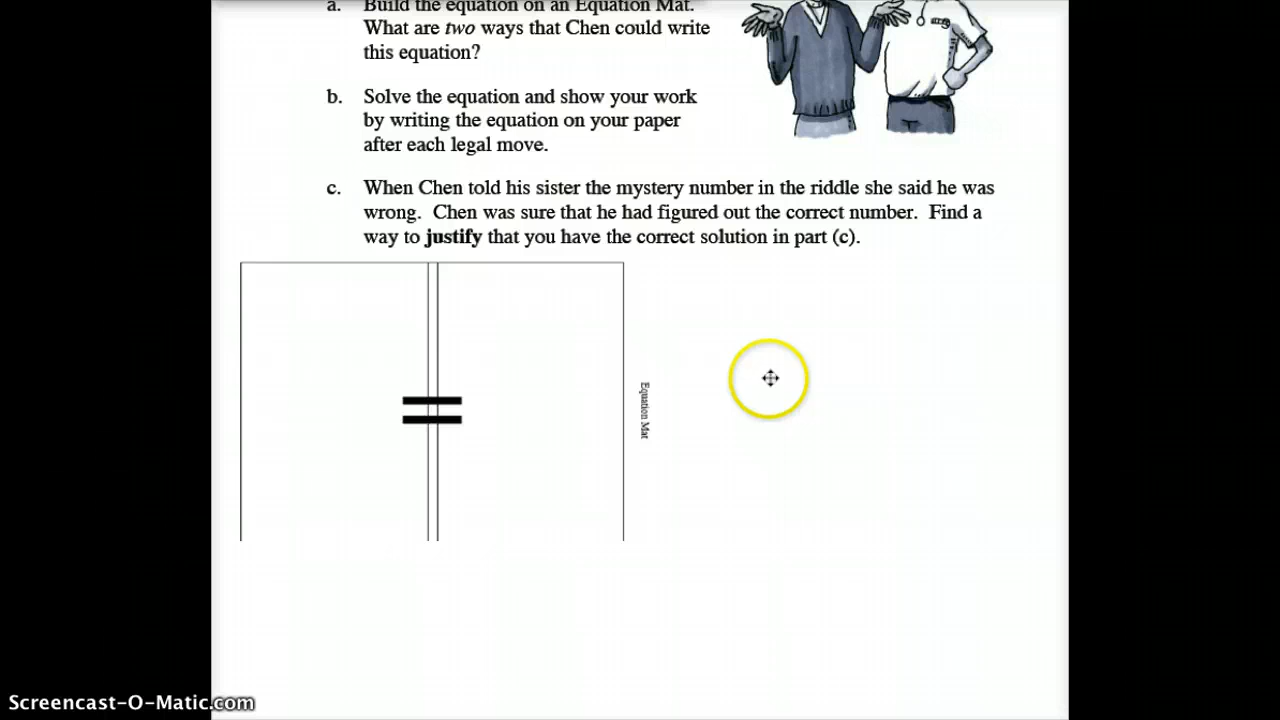 a. Build the equation on an Equation Mat.
What are two ways that Chen could write
this equation?
b. Solve the equation and show your work
by writing the equation on your paper
after each legal move.
c. When Chen told his sister the mystery number in the riddle she said he was
wrong. Chen was sure that he had figured out the correct number. Find a
way to justify that you have the correct solution in part (c).
=
Equation Mat
Screencast-O-Matic.com